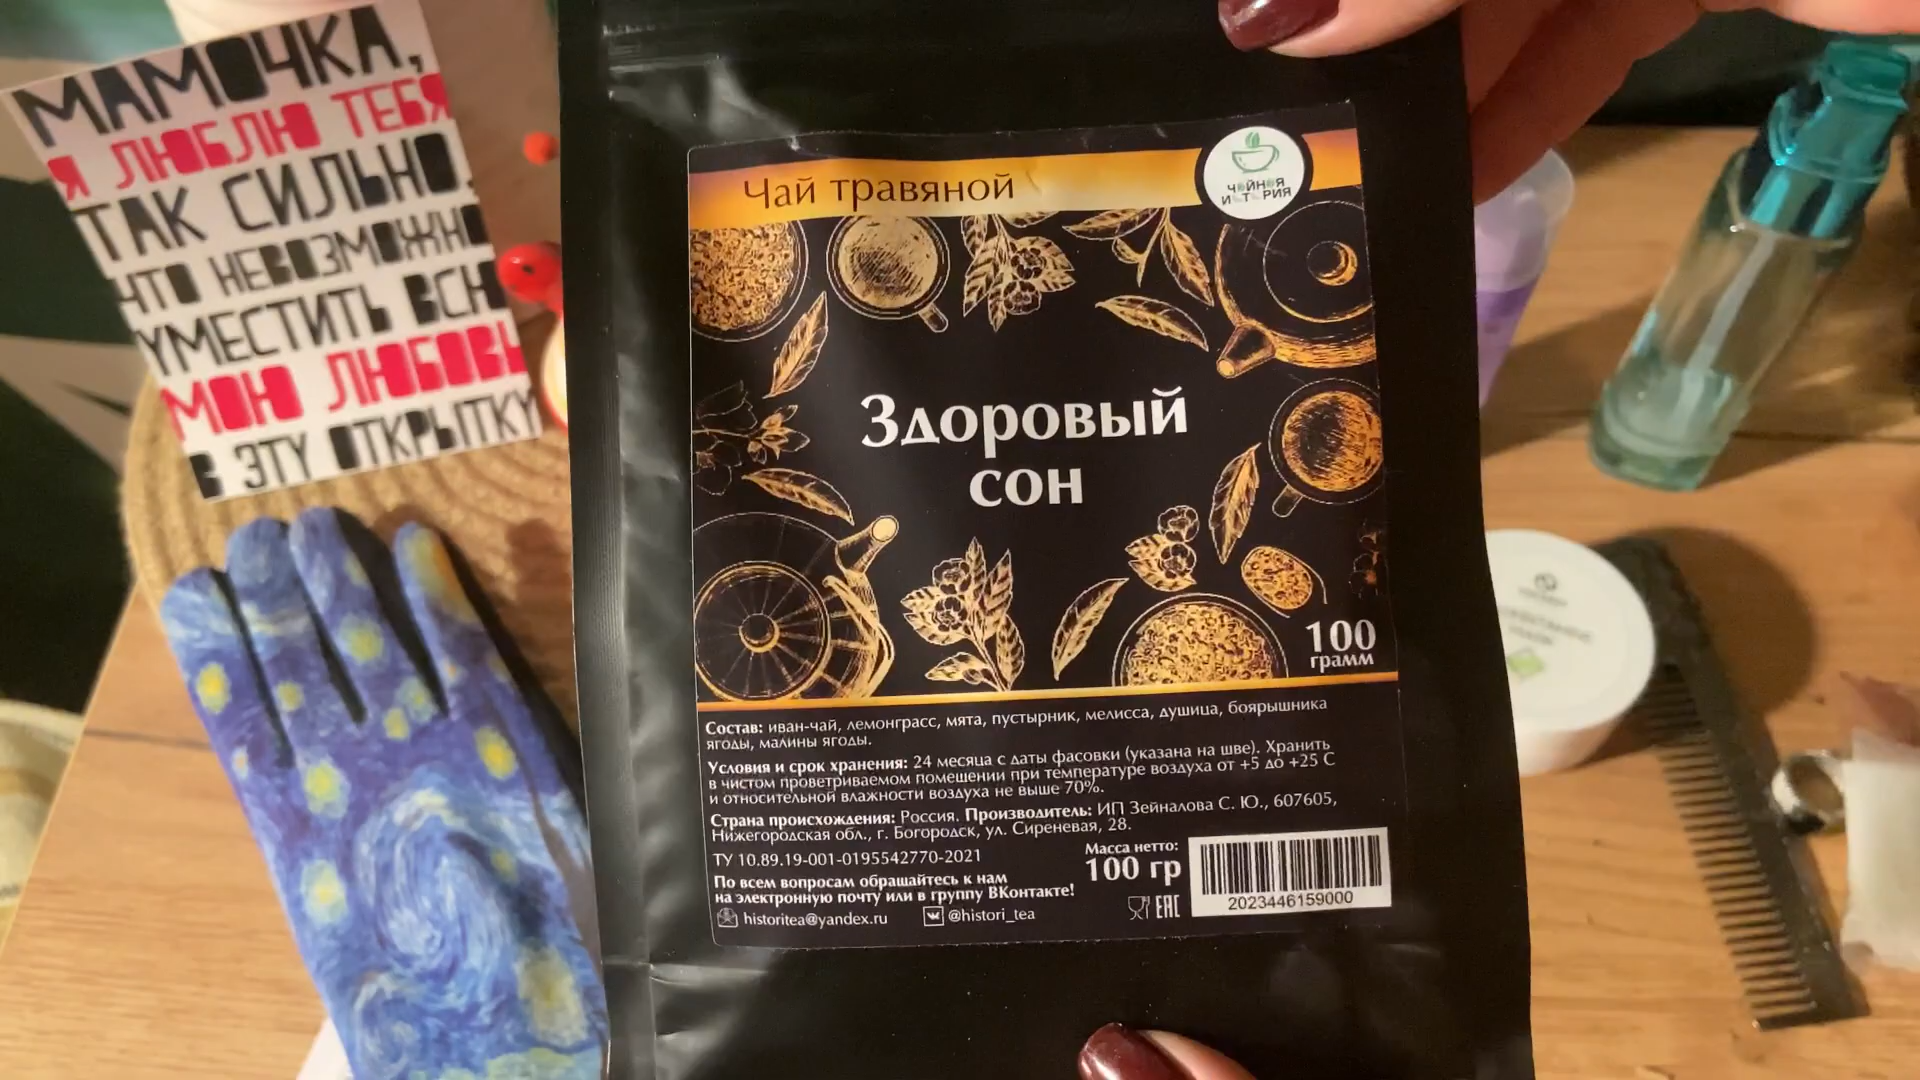 МАМОЧКА,
Я ЛЮБЛЮ ТЕБЯ
ТАК СИЛЬНО,
ЧТО НЕВОЗМОЖНО
УМЕСТИТЬ ВСЮ
МОЮ ЛЮБОВЬ
В ЭТУ ОТКРЫТКУ
Чай травяной
ЧАЙНАЯ
ИСТОРИЯ
Здоровый
сон
100
грамм
Состав: иван-чай, лемонграсс, мята, пустырник, мелисса, душица, боярышника
ягоды, малины ягоды.
Условия и срок хранения: 24 месяца с даты фасовки (указана на шве). Хранить
в чистом проветриваемом помещении при температуре воздуха от +5 до +25 С
и относительной влажности воздуха не выше 70%.
Страна происхождения: Россия. Производитель: ИП Зейналова С. Ю., 607605,
Нижегородская обл., г. Богородск, ул. Сиреневая, 28.
ТУ 10.89.19-001-0195542770-2021
Масса нетто:
100 гр
По всем вопросам обращайтесь к нам
на электронную почту или в группу ВКонтакте!
historitea@yandex.ru @histori_tea
EAC
2023446159000